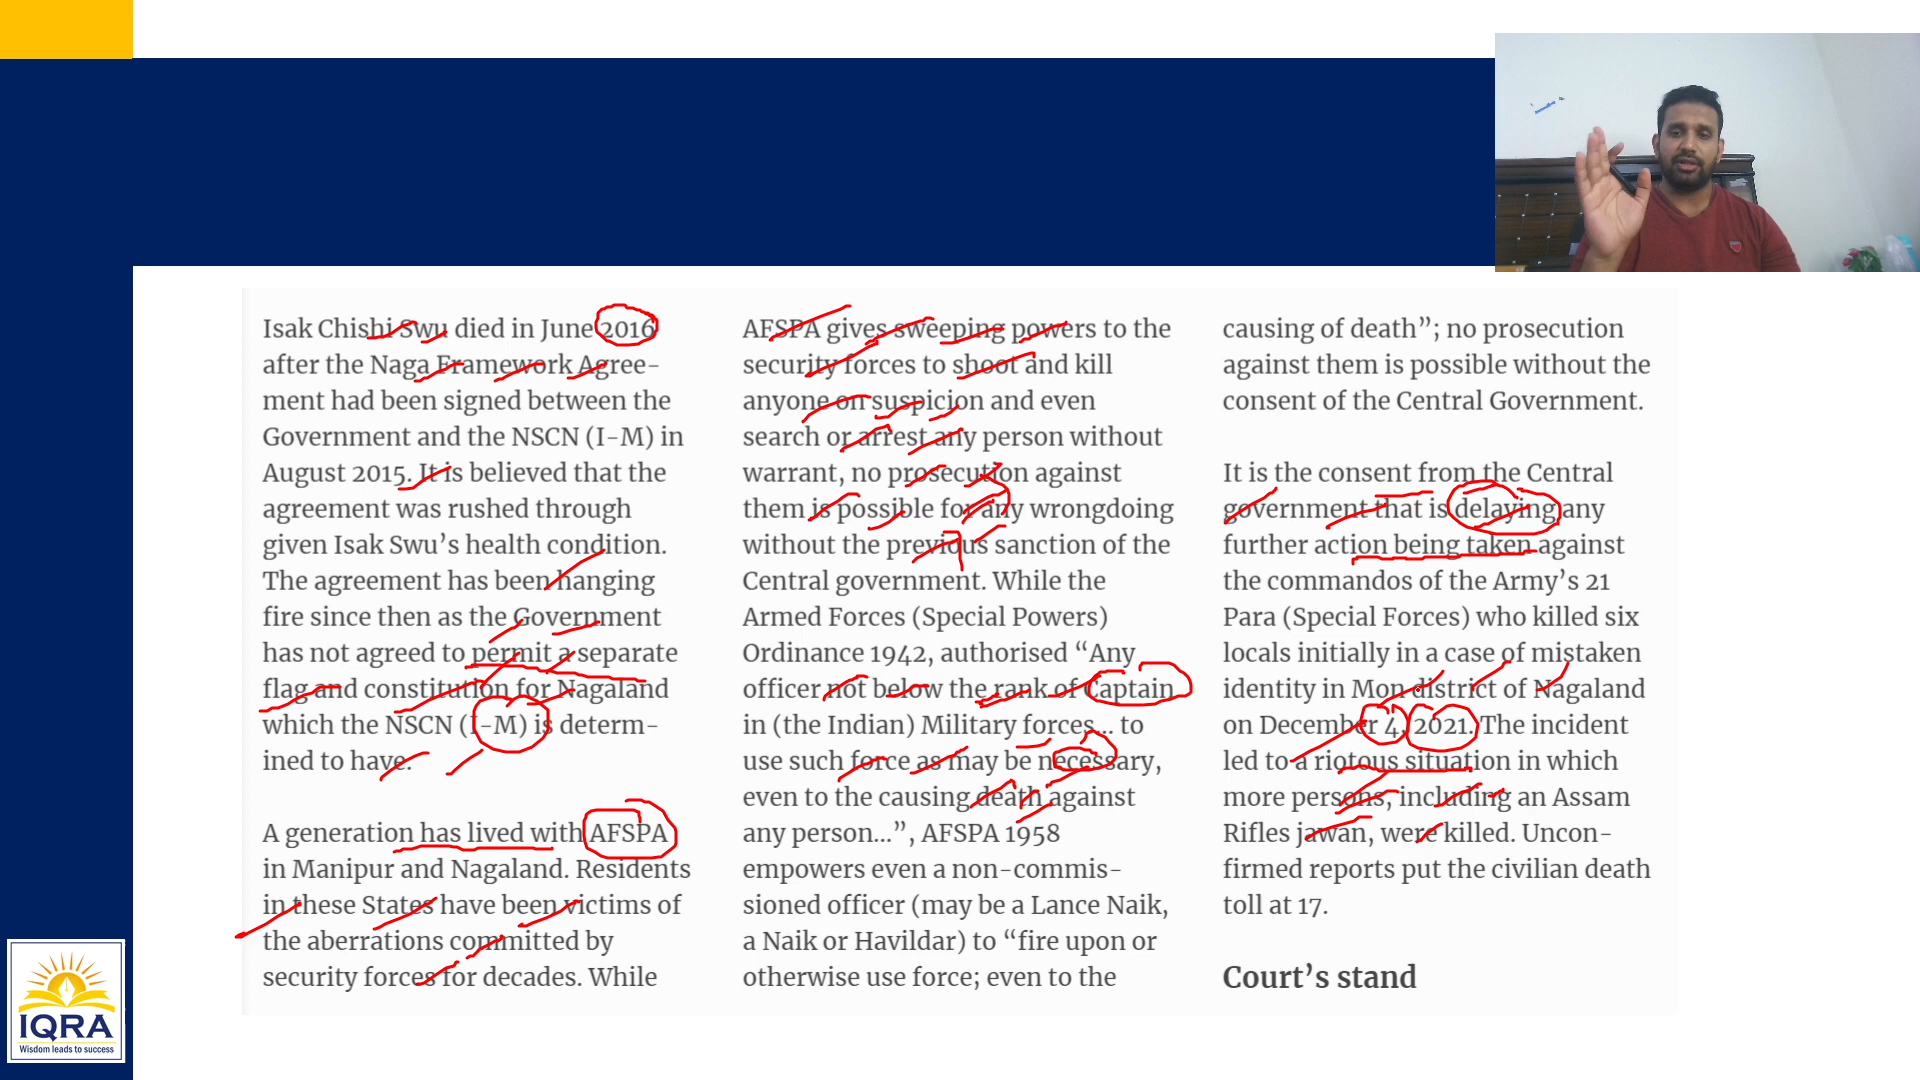 Isak Chishi Swu died in June 2016
after the Naga Framework Agree-
ment had been signed between the
Government and the NSCN (I-M) in
August 2015. It is believed that the
agreement was rushed through
given Isak Swu’s health condition.
The agreement has been hanging
fire since then as the Government
has not agreed to permit a separate
flag and constitution for Nagaland
which the NSCN (I-M) is determ-
ined to have.
A generation has lived with AFSPA
in Manipur and Nagaland. Residents
in these States have been victims of
the aberrations committed by
security forces for decades. While
AFSPA gives sweeping powers to the
security forces to shoot and kill
anyone on suspicion and even
search or arrest any person without
warrant, no prosecution against
them is possible for any wrongdoing
without the previous sanction of the
Central government. While the
Armed Forces (Special Powers)
Ordinance 1942, authorised “Any
officer not below the rank of Captain
in (the Indian) Military forces... to
use such force as may be necessary,
even to the causing death against
any person...”, AFSPA 1958
empowers even a non-commis-
sioned officer (may be a Lance Naik,
a Naik or Havildar) to “fire upon or
otherwise use force; even to the
causing of death”; no prosecution
against them is possible without the
consent of the Central Government.
It is the consent from the Central
government that is delaying any
further action being taken against
the commandos of the Army’s 21
Para (Special Forces) who killed six
locals initially in a case of mistaken
identity in Mon district of Nagaland
on December 4, 2021. The incident
led to a riotous situation in which
more persons, including an Assam
Rifles jawan, were killed. Uncon-
firmed reports put the civilian death
toll at 17.
Court’s stand
IQRA
Wisdom leads to success